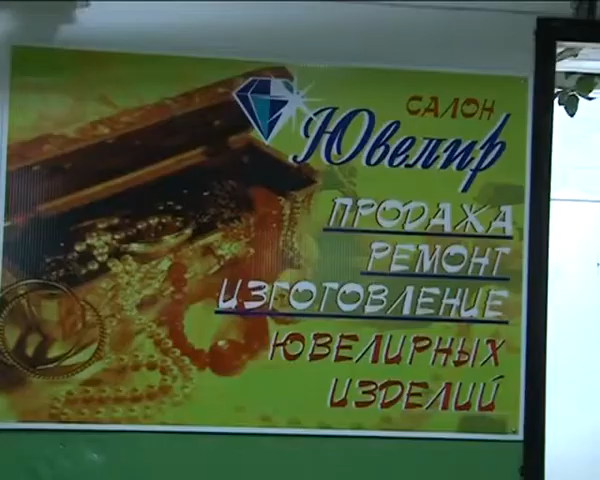 САЛОН
Ювелир
ПРОДАЖА
РЕМОНТ
ИЗГОТОВЛЕНИЕ
ЮВЕЛИРНЫХ
ИЗДЕЛИЙ